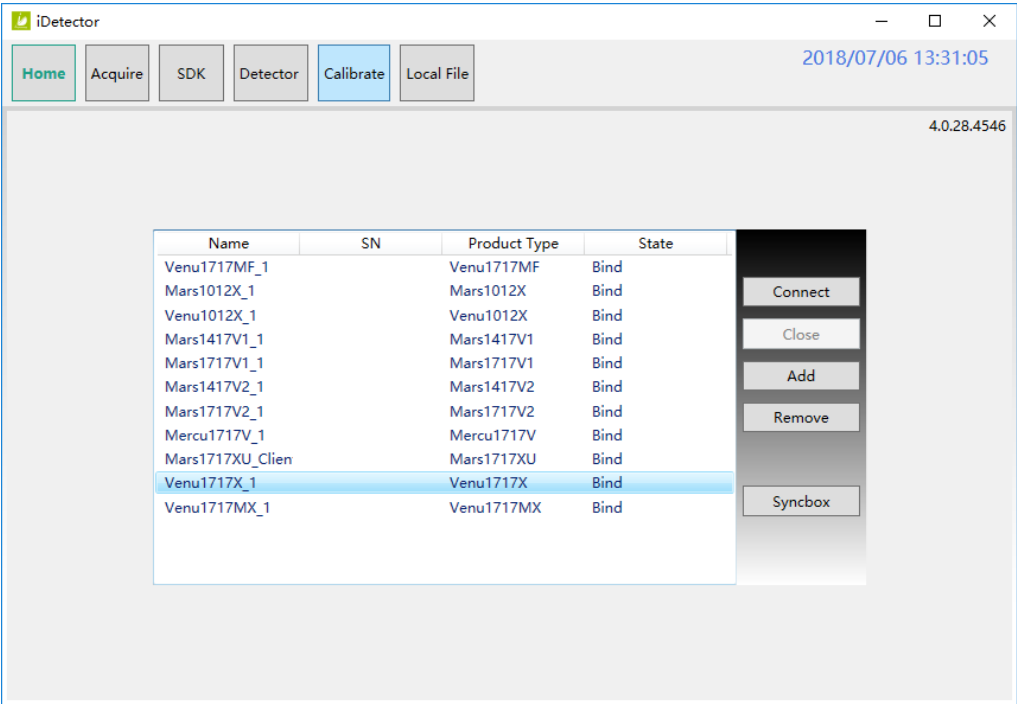 iDetector
Home Acquire SDK Detector Calibrate Local File 2018/07/06 13:31:05
4.0.28.4546
Name SN Product Type State
Venu1717MF_1 Venu1717MF Bind
Mars1012X_1 Mars1012X Bind
Connect
Venu1012X_1 Venu1012X Bind
Mars1417V1_1 Mars1417V1 Bind
Close
Mars1717V1_1 Mars1717V1 Bind
Add
Mars1417V2_1 Mars1417V2 Bind
Mars1717V2_1 Mars1717V2 Bind
Remove
Mercu1717V_1 Mercu1717V Bind
Mars1717XU_Clien Mars1717XU Bind
Venu1717X_1 Venu1717X Bind
Syncbox
Venu1717MX_1 Venu1717MX Bind